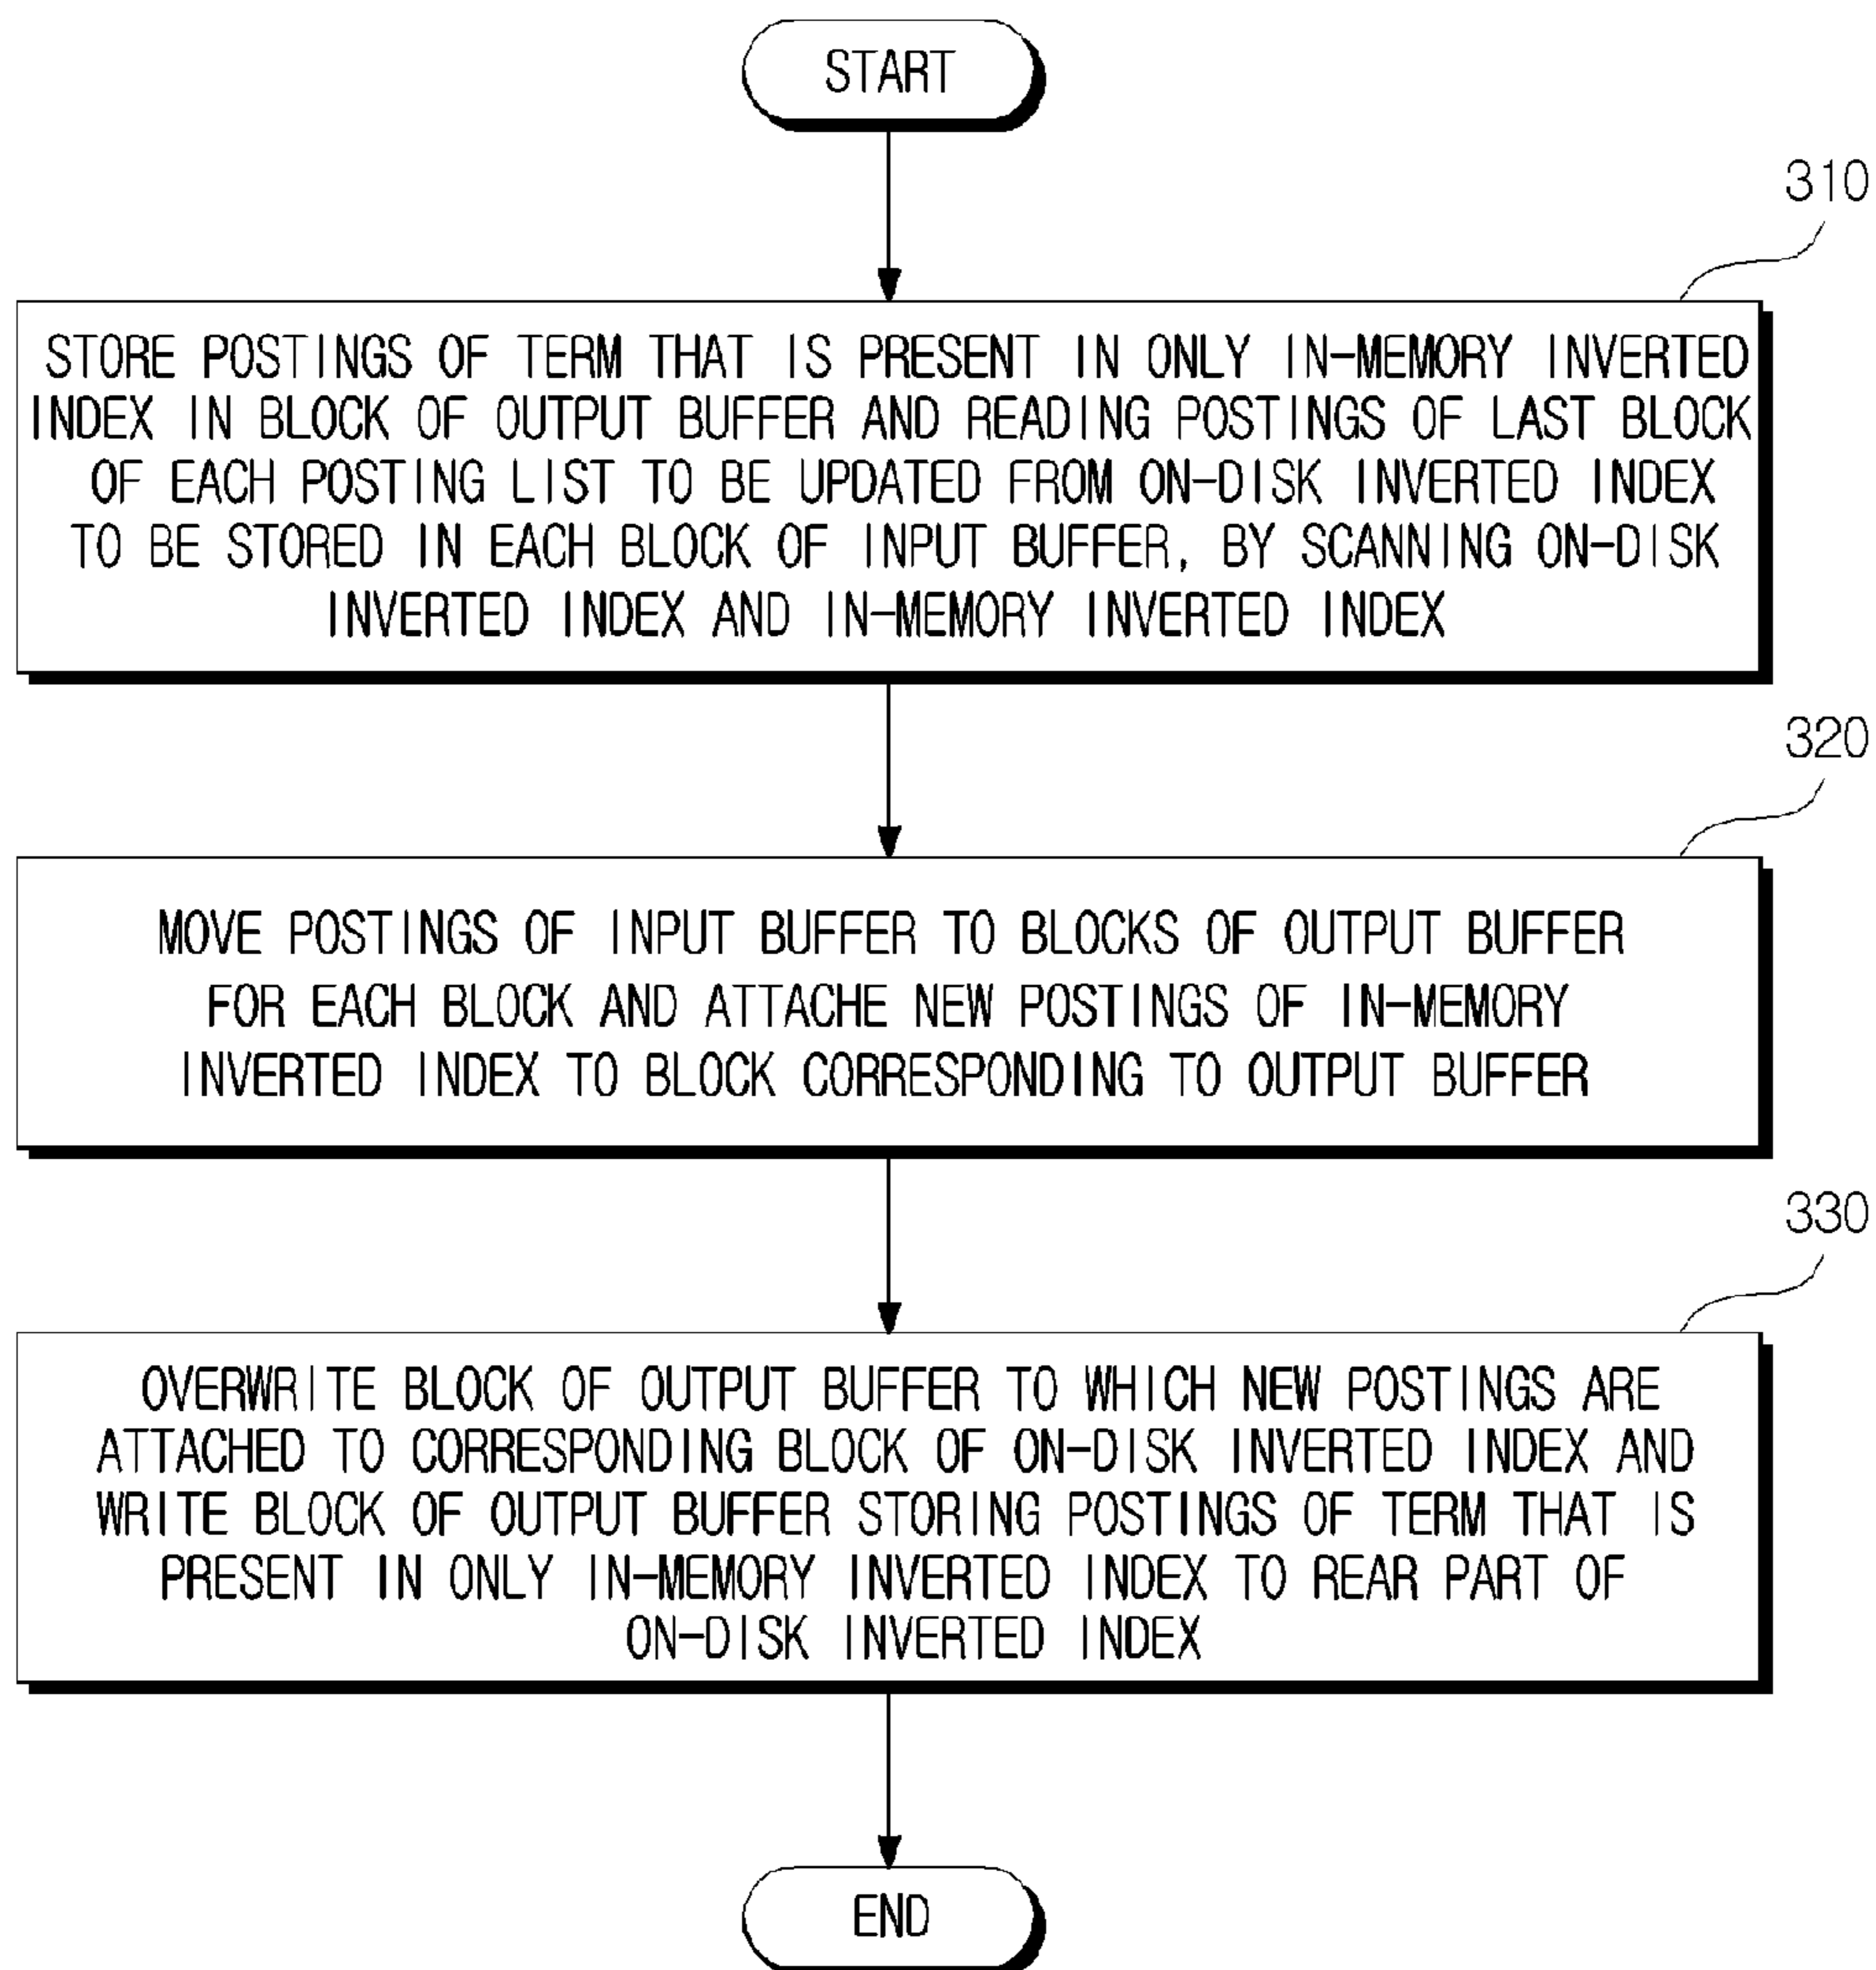 START
310
STORE POSTINGS OF TERM THAT IS PRESENT IN ONLY IN-MEMORY INVERTED
INDEX IN BLOCK OF OUTPUT BUFFER AND READING POSTINGS OF LAST BLOCK
OF EACH POSTING LIST TO BE UPDATED FROM ON-DISK INVERTED INDEX
TO BE STORED IN EACH BLOCK OF INPUT BUFFER, BY SCANNING ON-DISK
INVERTED INDEX AND IN-MEMORY INVERTED INDEX
320
MOVE POSTINGS OF INPUT BUFFER TO BLOCKS OF OUTPUT BUFFER
FOR EACH BLOCK AND ATTACHE NEW POSTINGS OF IN-MEMORY
INVERTED INDEX TO BLOCK CORRESPONDING TO OUTPUT BUFFER
330
OVERWRITE BLOCK OF OUTPUT BUFFER TO WHICH NEW POSTINGS ARE
ATTACHED TO CORRESPONDING BLOCK OF ON-DISK INVERTED INDEX AND
WRITE BLOCK OF OUTPUT BUFFER STORING POSTINGS OF TERM THAT IS
PRESENT IN ONLY IN-MEMORY INVERTED INDEX TO REAR PART OF
ON-DISK INVERTED INDEX
END